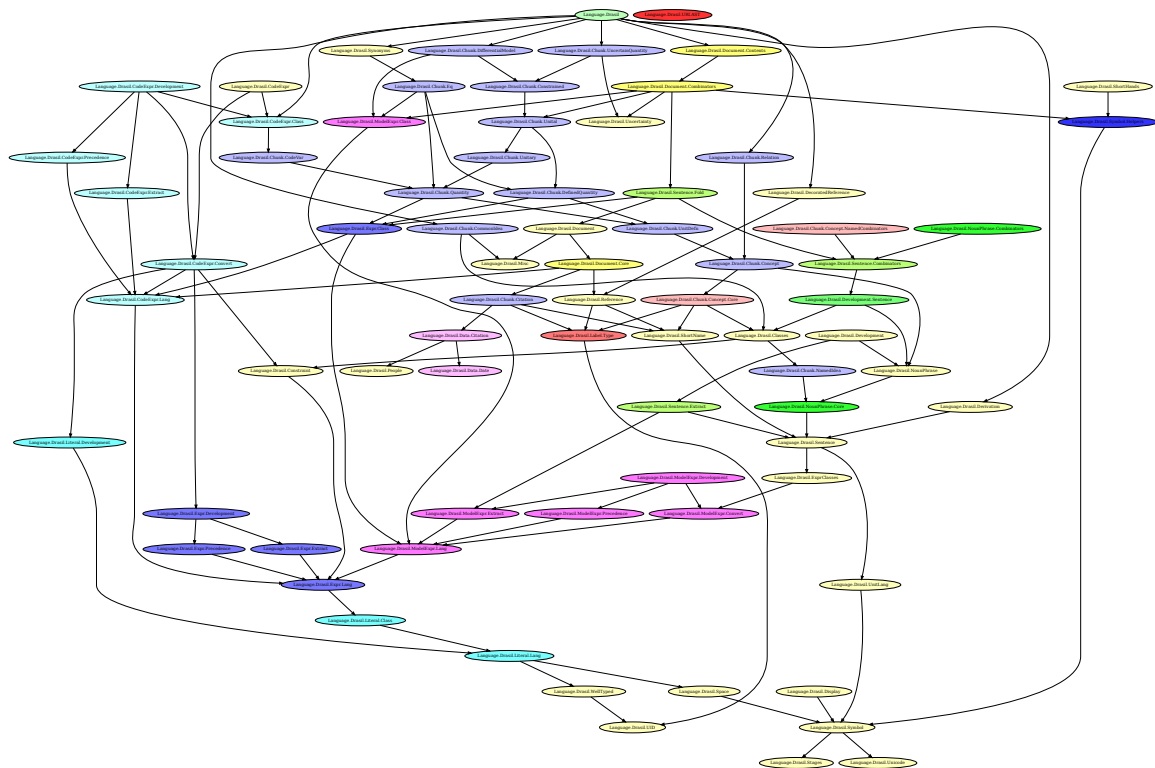 Language.Drasil
Language.Drasil.Synonyms
Language.Drasil.Chunk.DifferentialModel
Language.Drasil.Chunk.UncertainQuantity
Language.Drasil.Document.Contents
Language.Drasil.CodeExpr.Development
Language.Drasil.CodeExpr
Language.Drasil.Chunk.Eq
Language.Drasil.Chunk.Constrained
Language.Drasil.Document.Combinators
Language.Drasil.ShortHands
Language.Drasil.CodeExpr.Class
Language.Drasil.ModelExpr.Class
Language.Drasil.Chunk.Unital
Language.Drasil.Uncertainty
Language.Drasil.Symbol.Helpers
Language.Drasil.CodeExpr.Precedence
Language.Drasil.Chunk.CodeVar
Language.Drasil.Chunk.Unitary
Language.Drasil.Chunk.Relation
Language.Drasil.CodeExpr.Extract
Language.Drasil.Chunk.Quantity
Language.Drasil.Chunk.DefinedQuantity
Language.Drasil.Sentence.Fold
Language.Drasil.DecoratedReference
Language.Drasil.Expr.Class
Language.Drasil.Chunk.CommonIdea
Language.Drasil.Document
Language.Drasil.Chunk.UnitDefn
Language.Drasil.Chunk.Concept.NamedCombinators
Language.Drasil.NounPhrase.Combinators
Language.Drasil.CodeExpr.Convert
Language.Drasil.Misc
Language.Drasil.Document.Core
Language.Drasil.Chunk.Concept
Language.Drasil.Sentence.Combinators
Language.Drasil.CodeExpr.Lang
Language.Drasil.Chunk.Citation
Language.Drasil.Reference
Language.Drasil.Chunk.Concept.Core
Language.Drasil.Development.Sentence
Language.Drasil.Data.Citation
Language.Drasil.Label.Type
Language.Drasil.ShortName
Language.Drasil.Classes
Language.Drasil.Development
Language.Drasil.Constraint
Language.Drasil.People
Language.Drasil.Data.Date
Language.Drasil.Chunk.NamedIdea
Language.Drasil.NounPhrase
Language.Drasil.Sentence.Extract
Language.Drasil.NounPhrase.Core
Language.Drasil.Derivation
Language.Drasil.Literal.Development
Language.Drasil.Sentence
Language.Drasil.ModelExpr.Development
Language.Drasil.ExprClasses
Language.Drasil.Expr.Development
Language.Drasil.ModelExpr.Extract
Language.Drasil.ModelExpr.Precedence
Language.Drasil.ModelExpr.Convert
Language.Drasil.Expr.Precedence
Language.Drasil.Expr.Extract
Language.Drasil.ModelExpr.Lang
Language.Drasil.Expr.Lang
Language.Drasil.UnitLang
Language.Drasil.Literal.Class
Language.Drasil.Literal.Lang
Language.Drasil.WellTyped
Language.Drasil.Space
Language.Drasil.Display
Language.Drasil.UID
Language.Drasil.Symbol
Language.Drasil.Stages
Language.Drasil.Unicode